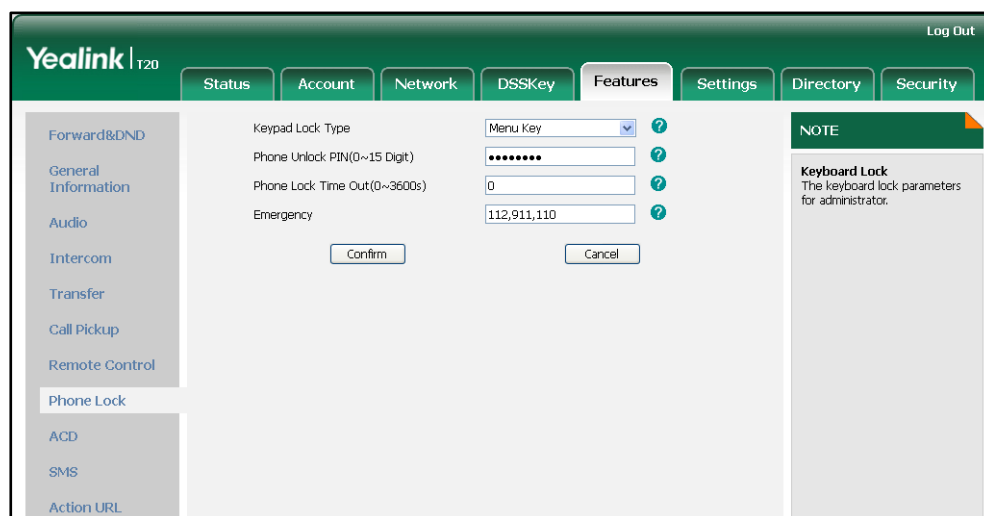 Log Out
Yealink T20
Status Account Network DSSKey Features Settings Directory Security
Forward&DND
General
Information
Audio
Intercom
Transfer
Call Pickup
Remote Control
Phone Lock
ACD
SMS
Action URL
Keypad Lock Type Menu Key ?
Phone Unlock PIN(0~15 Digit) •••••••• ?
Phone Lock Time Out(0~3600s) 0 ?
Emergency 112,911,110 ?
Confirm Cancel
NOTE
Keyboard Lock
The keyboard lock parameters
for administrator.